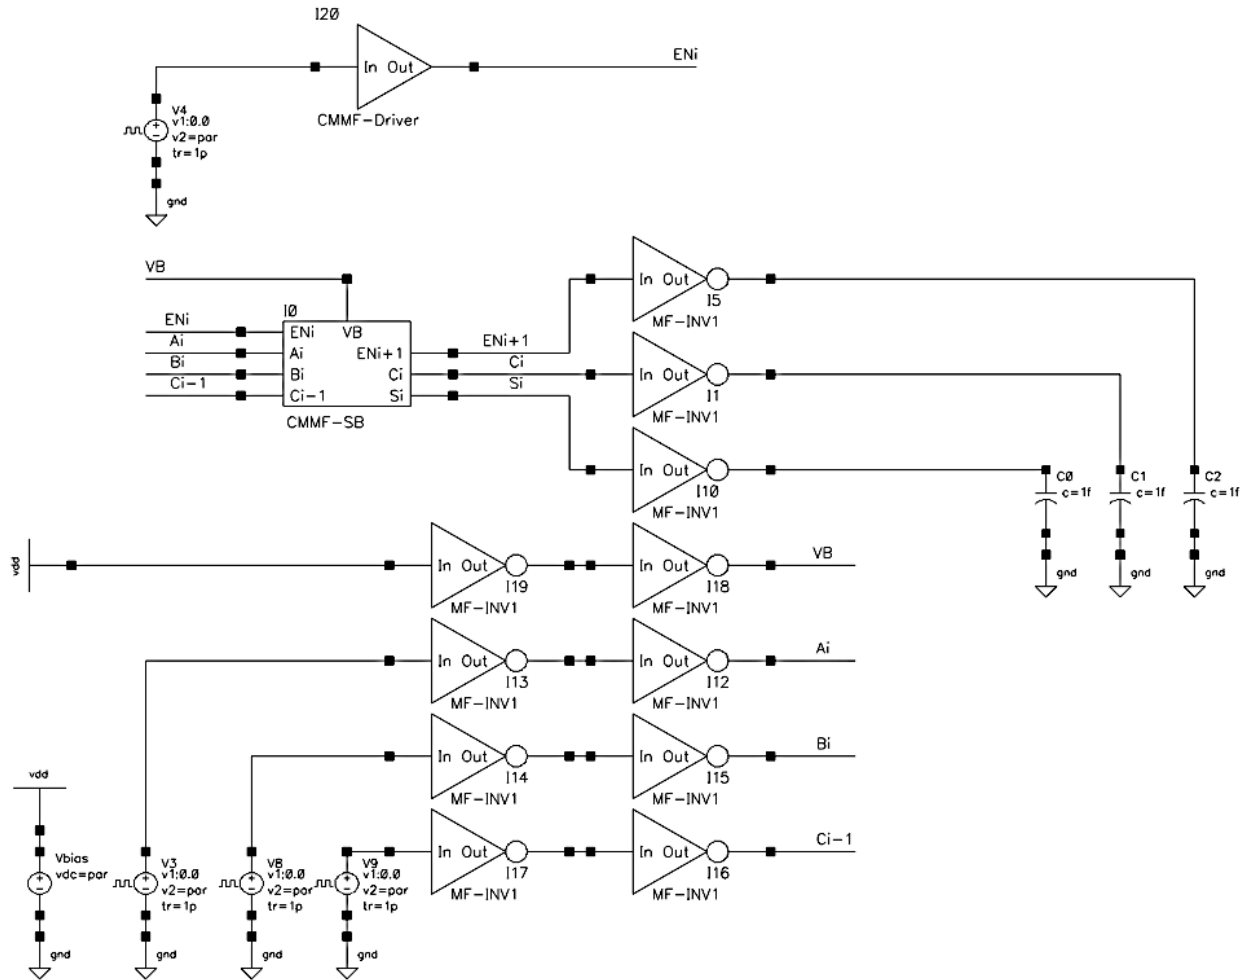 I20
In Out
ENi
CMMF-Driver
V4
v1:0.0
v2=par
tr=1p
gnd
VB
I0
ENi
Ai
Bi
Ci-1
ENi VB
Ai ENi+1
Bi Ci
Ci-1 Si
CMMF-SB
ENi+1
Ci
Si
In Out
I5
MF-INV1
In Out
I1
MF-INV1
In Out
I10
MF-INV1
C0
c=1f
gnd
C1
c=1f
gnd
C2
c=1f
gnd
vdd
In Out
I19
MF-INV1
In Out
I18
MF-INV1
VB
In Out
I13
MF-INV1
In Out
I12
MF-INV1
Ai
In Out
I14
MF-INV1
In Out
I15
MF-INV1
Bi
In Out
I17
MF-INV1
In Out
I16
MF-INV1
Ci-1
vdd
Vbias
vdc=par
gnd
V3
v1:0.0
v2=par
tr=1p
gnd
V8
v1:0.0
v2=par
tr=1p
gnd
V9
v1:0.0
v2=par
tr=1p
gnd